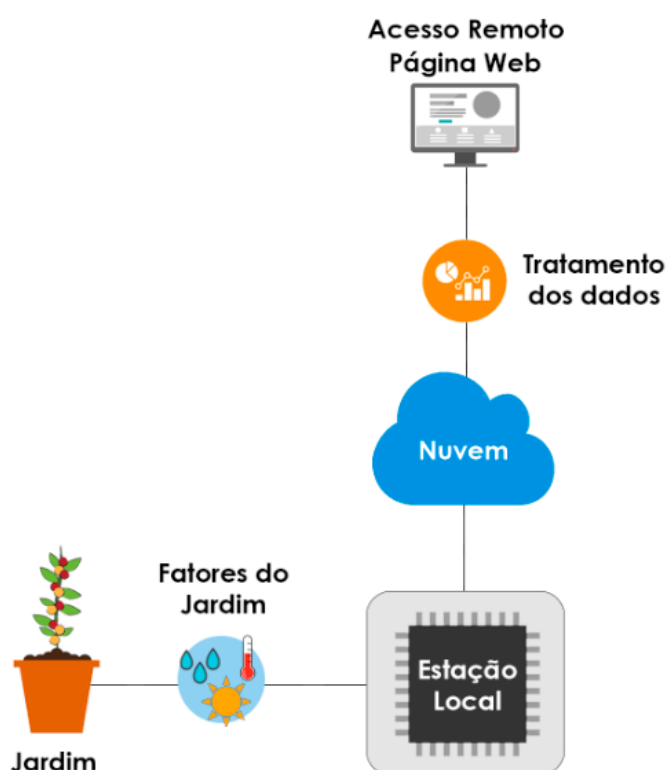 Acesso Remoto
Página Web
Tratamento
dos dados
Nuvem
Fatores do
Jardim
Estação
Local
Jardim